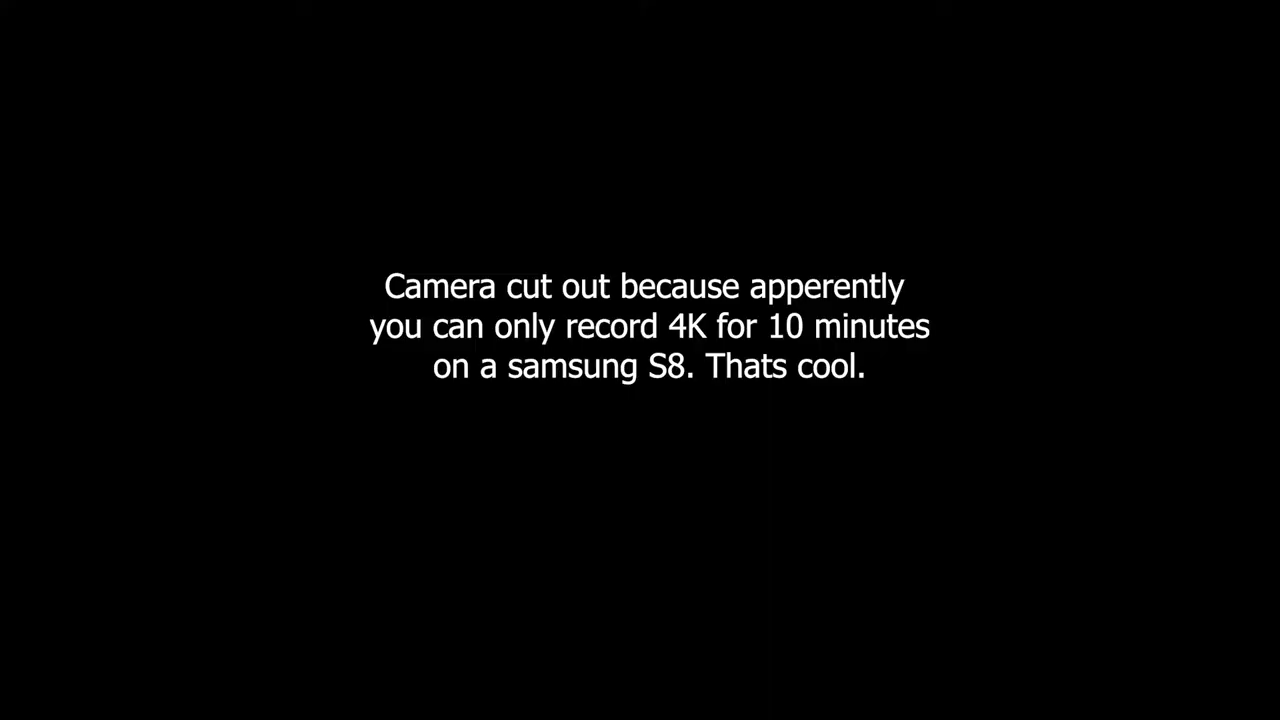 Camera cut out because apperently
you can only record 4K for 10 minutes
on a samsung S8. Thats cool.